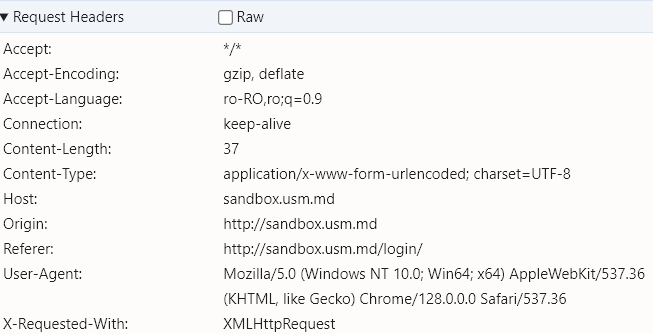 ▼ Request Headers Raw
Accept: */*
Accept-Encoding: gzip, deflate
Accept-Language: ro-RO,ro;q=0.9
Connection: keep-alive
Content-Length: 37
Content-Type: application/x-www-form-urlencoded; charset=UTF-8
Host: sandbox.usm.md
Origin: http://sandbox.usm.md
Referer: http://sandbox.usm.md/login/
User-Agent: Mozilla/5.0 (Windows NT 10.0; Win64; x64) AppleWebKit/537.36
(KHTML, like Gecko) Chrome/128.0.0.0 Safari/537.36
X-Requested-With: XMLHttpRequest